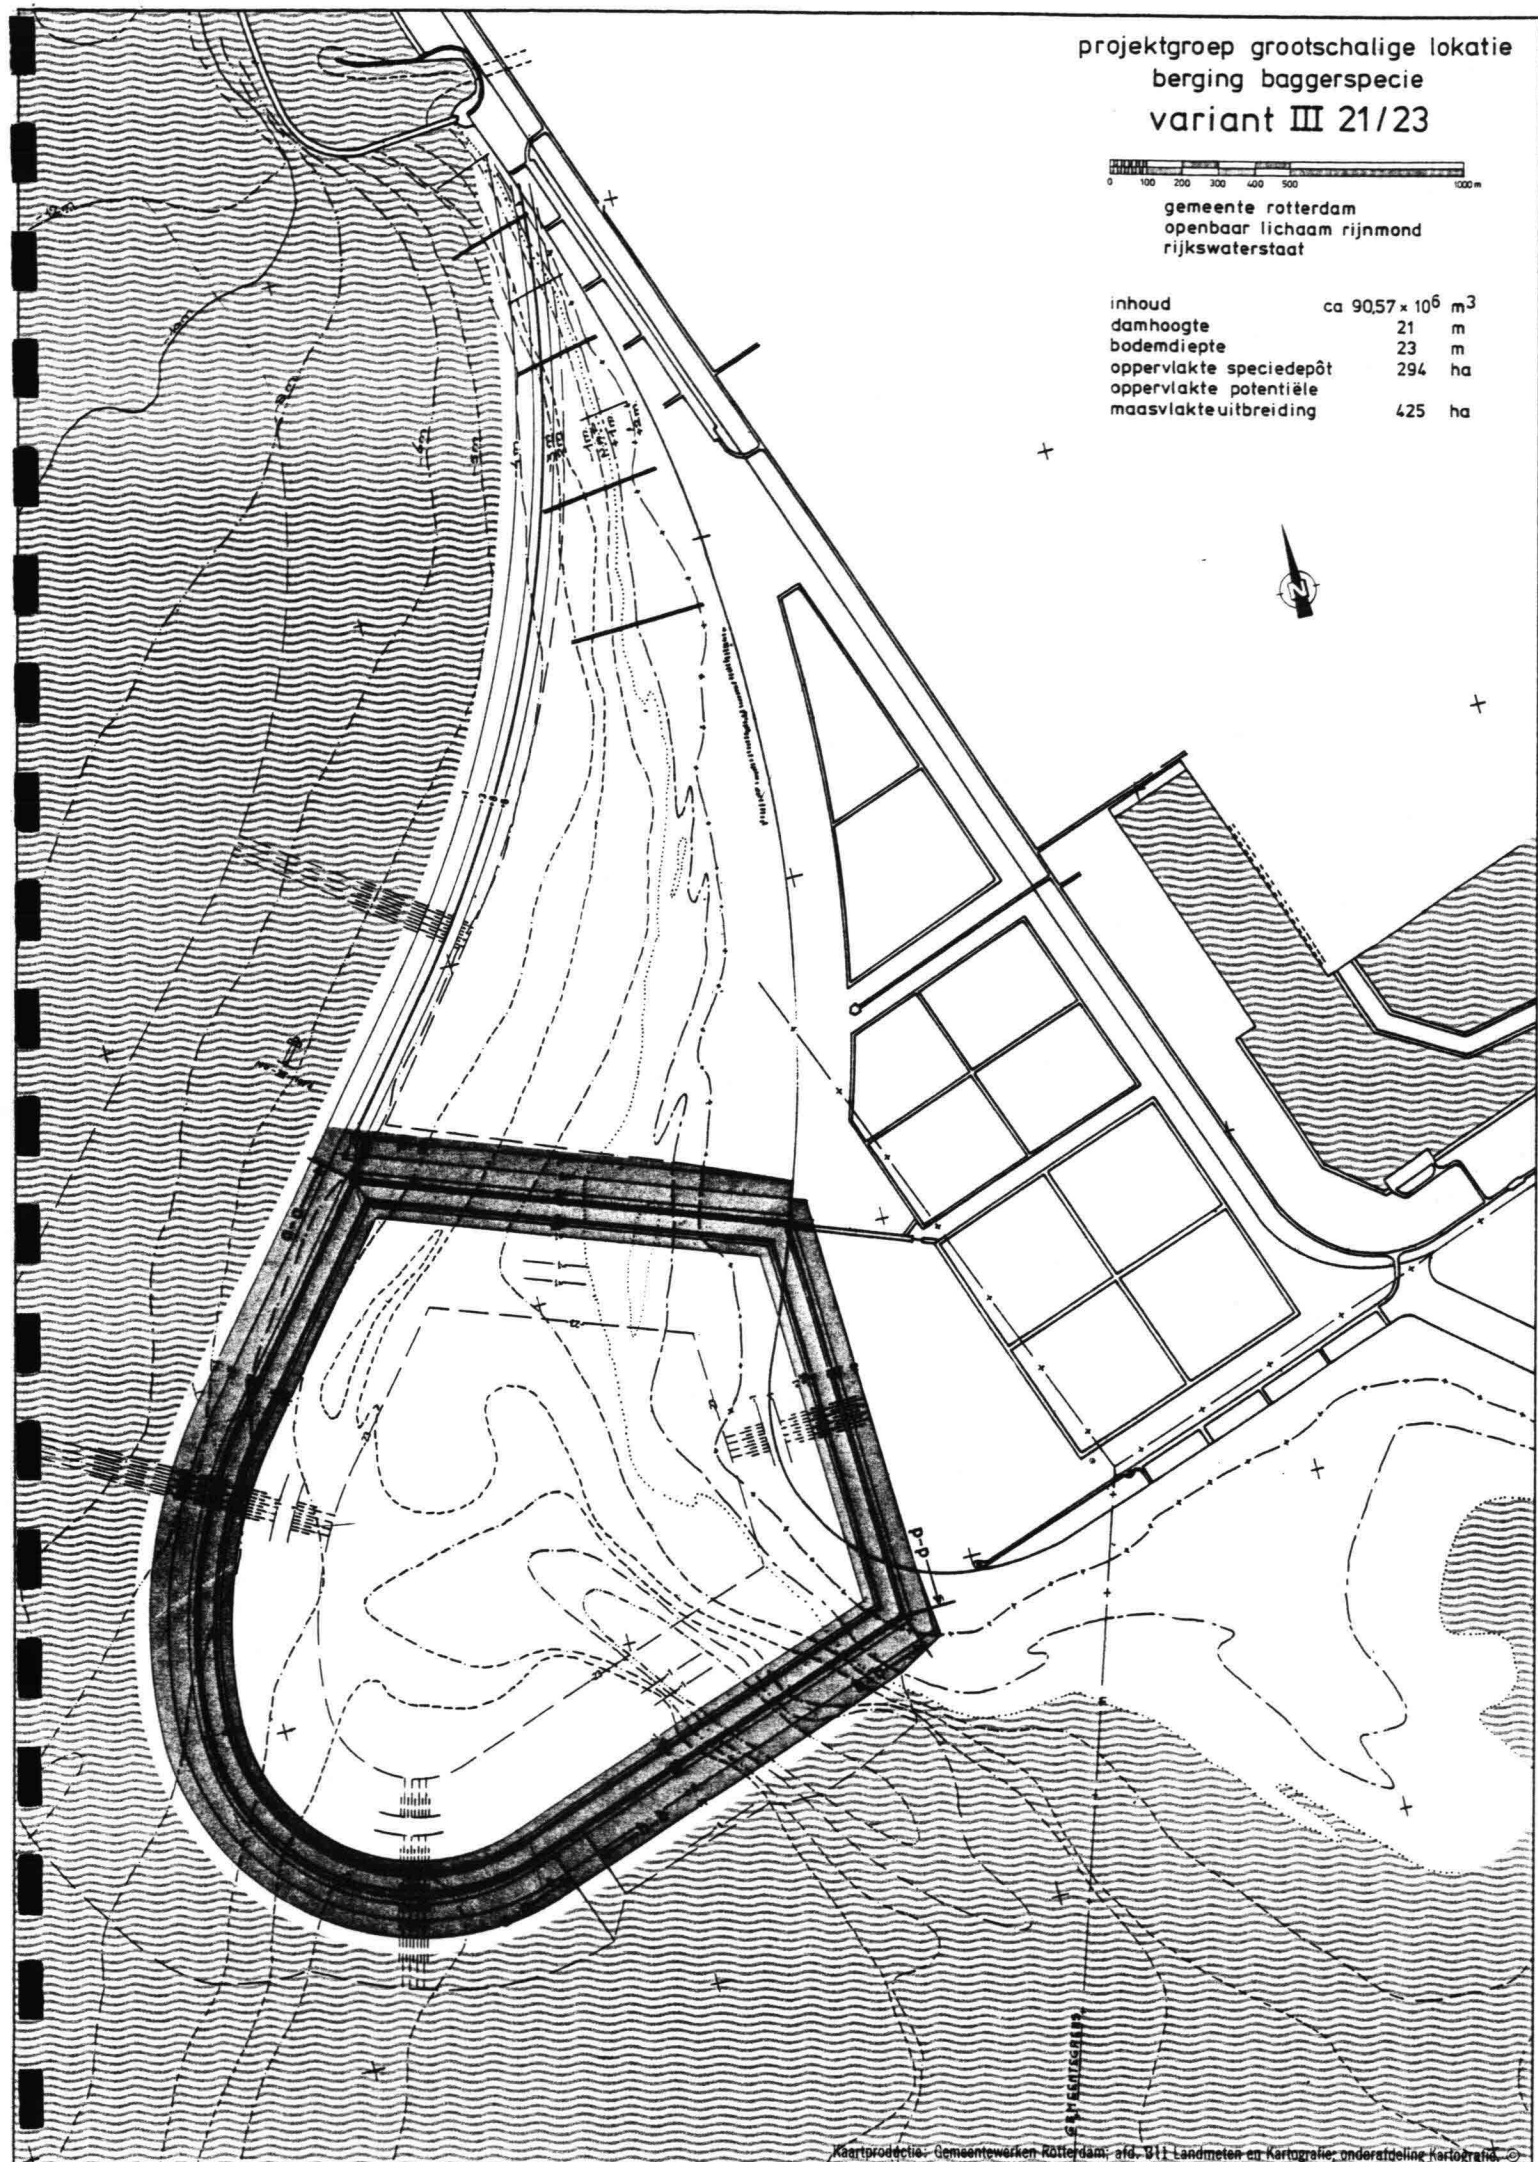 projektgroep grootschalige lokatie
berging baggerspecie
variant III 21/23
0 100 200 300 400 500 1000 m
gemeente rotterdam
openbaar lichaam rijnmond
rijkswaterstaat
inhoud ca 90,57 × 10⁶ m³
damhoogte 21 m
bodemdiepte 23 m
oppervlakte speciedepôt 294 ha
oppervlakte potentiële
maasvlakteuitbreiding 425 ha
N
GEMEENTEGRENS
Kaartproductie: Gemeentewerken Rotterdam; afd. 311 Landmeten en Kartografie; onderafdeling Kartografie. ©